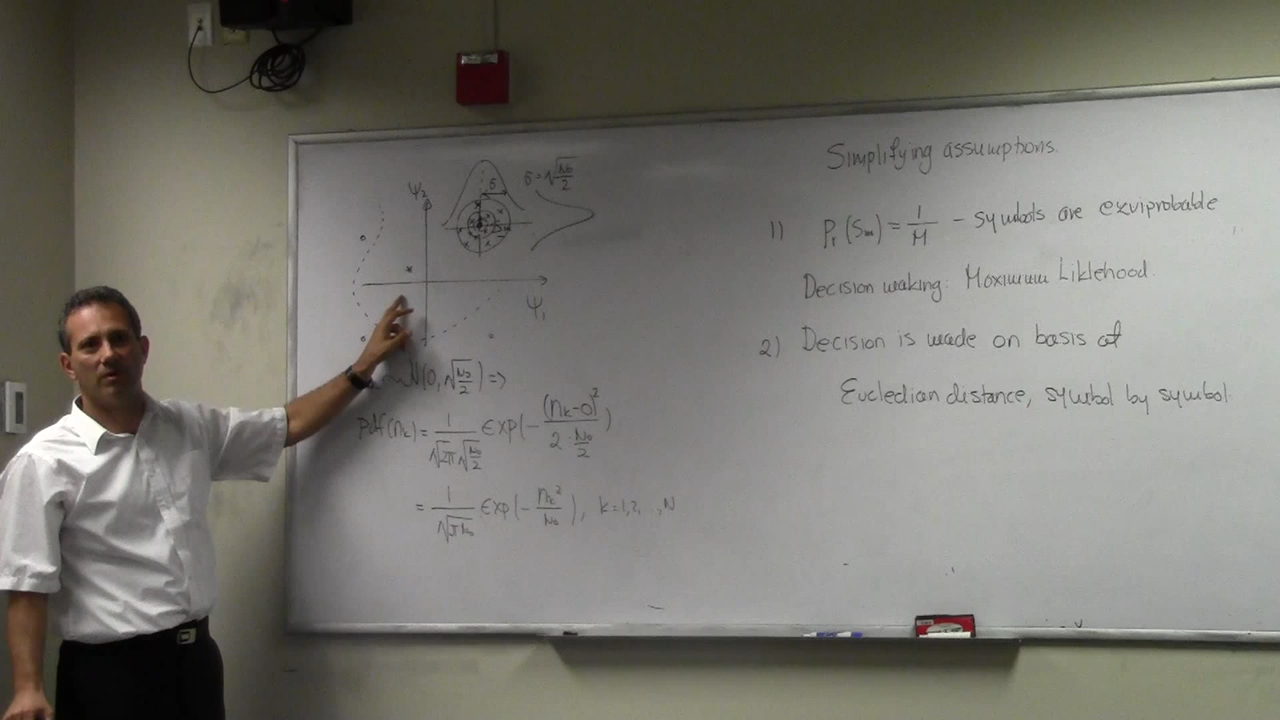 ψ₂
σ
σ = √(N₀/2)
ψ₁
N(0, √(N₀/2)) =>
pdf(nₖ) = 1/(√2π √(N₀/2)) exp(- (nₖ-0)²/(2 · N₀/2))
= 1/√(πN₀) exp(- nₖ²/N₀), k=1,2, ,N
Simplifying assumptions.
1) Pr(Sm) = 1/M - symbols are equiprobable
Decision making: Maximum Liklehood.
2) Decision is made on basis of
Eucledian distance, symbol by symbol.